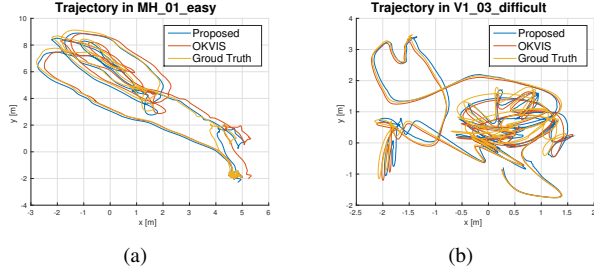 Trajectory in MH_01_easy
10
8
6
4
2
0
-2
-4
y [m]
-3 -2 -1 0 1 2 3 4 5 6
x [m]
Proposed
OKVIS
Groud Truth
(a)
Trajectory in V1_03_difficult
4
3
2
1
0
-1
-2
y [m]
-2.5 -2 -1.5 -1 -0.5 0 0.5 1 1.5 2
x [m]
Proposed
OKVIS
Groud Truth
(b)